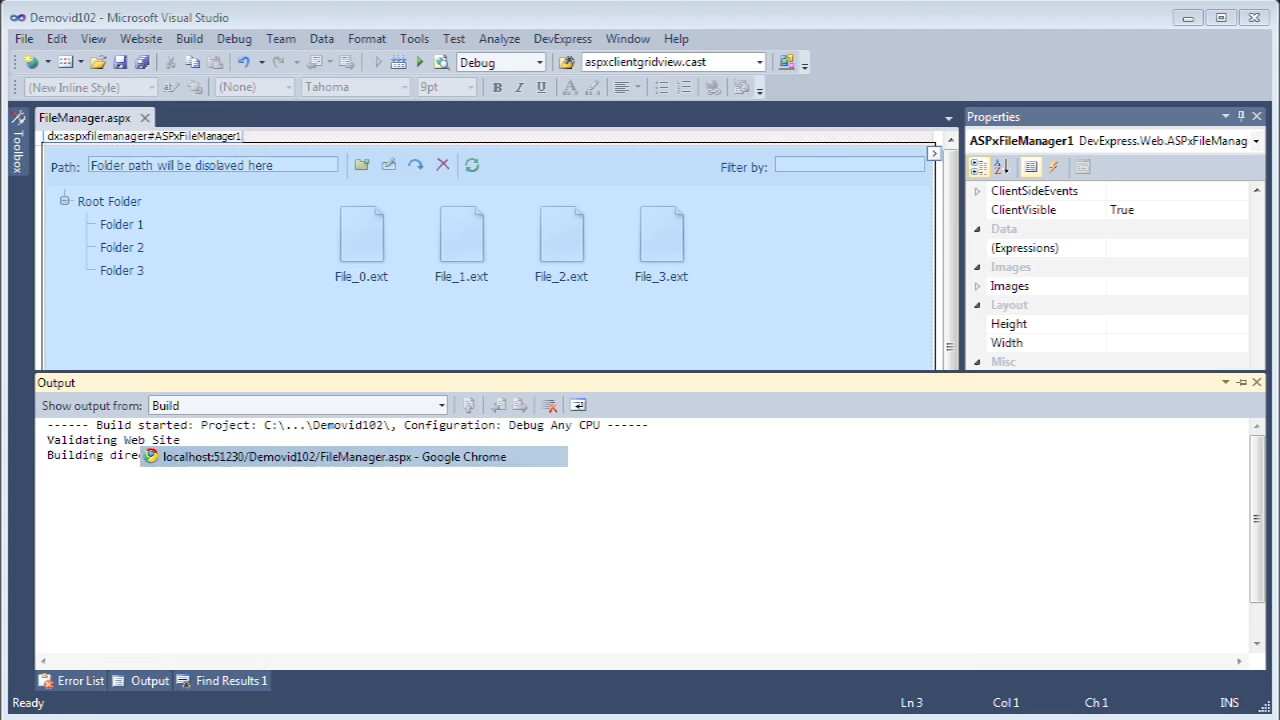 Demovid102 - Microsoft Visual Studio
File Edit View Website Build Debug Team Data Format Tools Test Analyze DevExpress Window Help
Debug aspxclientgridview.cast
(New Inline Style) ab/ (None) Tahoma 9pt B I U A
FileManager.aspx
Properties
Toolbox
dx:aspxfilemanager#ASPxFileManager1
ASPxFileManager1 DevExpress.Web.ASPxFileManag
Path: Folder path will be displayed here Filter by:
Root Folder
Folder 1
Folder 2
Folder 3
File_0.ext File_1.ext File_2.ext File_3.ext
ClientSideEvents
ClientVisible True
Data
(Expressions)
Images
Images
Layout
Height
Width
Misc
Output
Show output from: Build
------ Build started: Project: C:\...\Demovid102\, Configuration: Debug Any CPU ------
Validating Web Site
Building dire
localhost:51230/Demovid102/FileManager.aspx - Google Chrome
Error List Output Find Results 1
Ready Ln 3 Col 1 Ch 1 INS